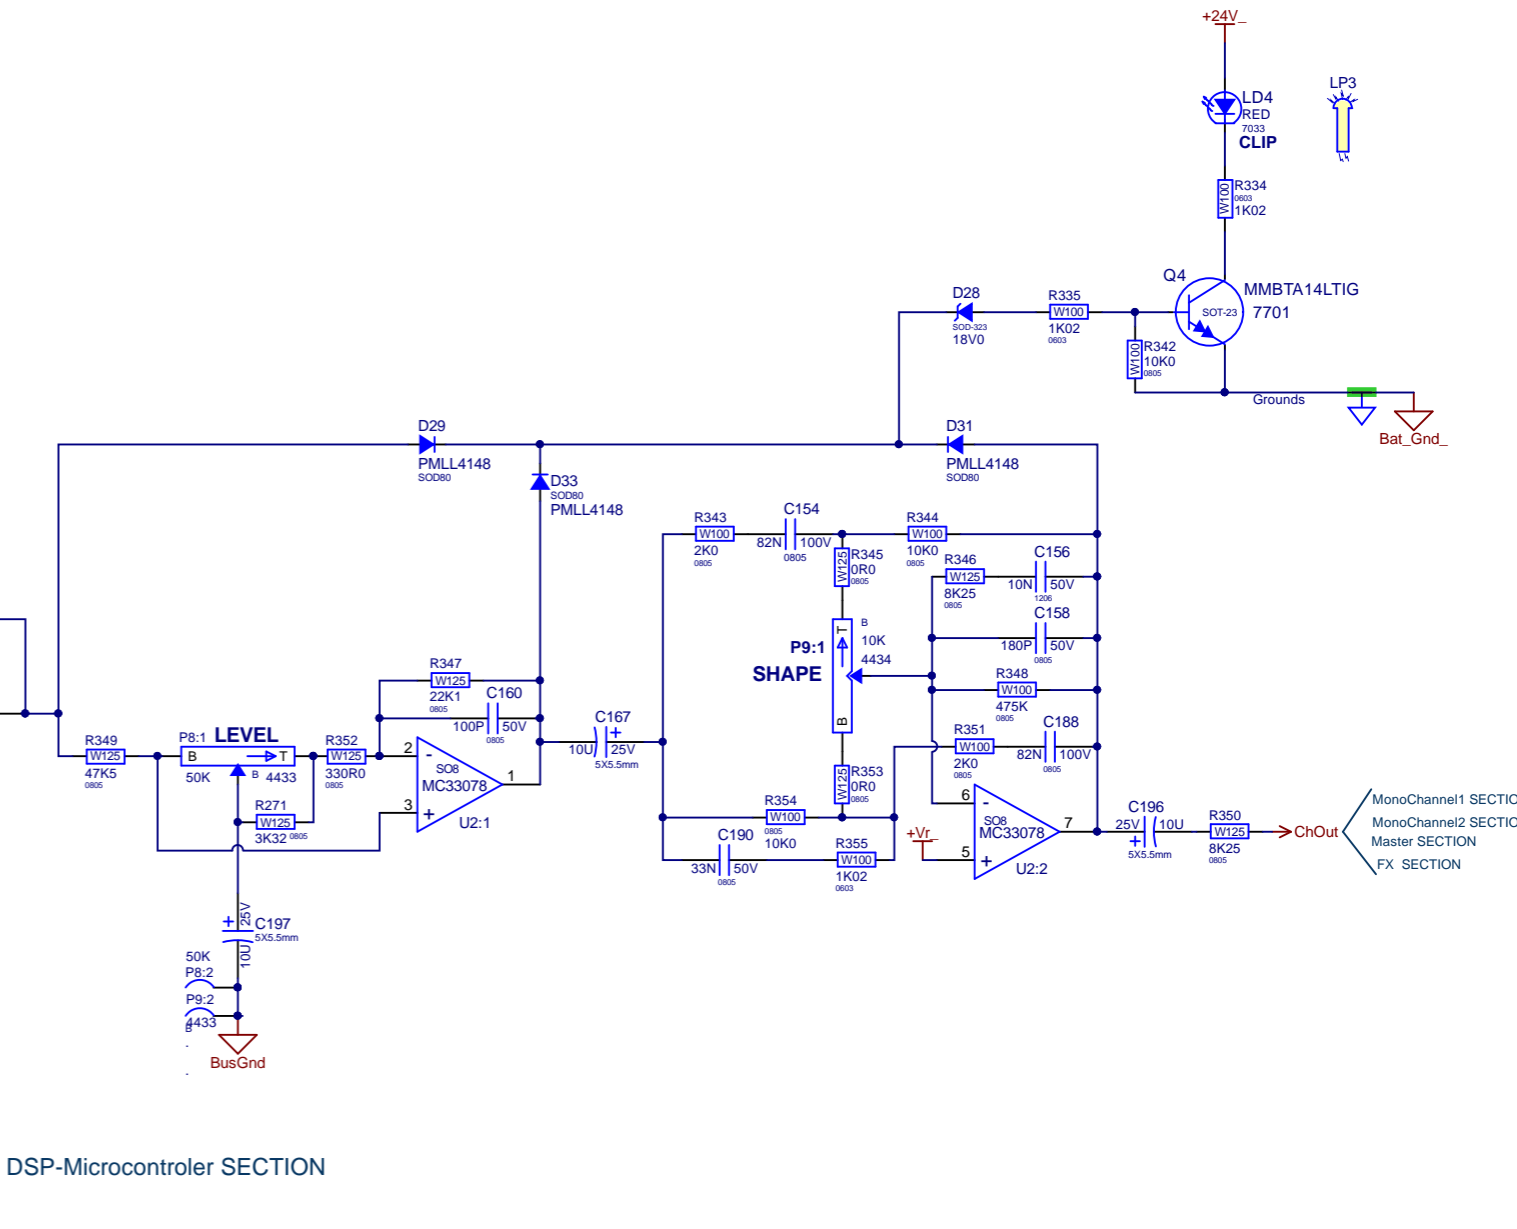 +24V_
LP3
LD4
RED
7033
CLIP
W100
R334
0603
1K02
Q4
MMBTA14LTIG
SOT-23
7701
D28
SOD-323
18V0
R335
W100
1K02
0603
W100
R342
10K0
0805
Grounds
Bat_Gnd_
D29
PMLL4148
SOD80
D31
PMLL4148
SOD80
D33
SOD80
PMLL4148
R343
W100
2K0
0805
C154
82N
100V
0805
R344
W100
10K0
0805
W125
R345
0R0
0805
R346
W125
8K25
0805
C156
10N
50V
1206
C158
180P
50V
0805
P9:1
SHAPE
T
B
B
10K
4434
R347
W125
22K1
0805
C160
100P
50V
0805
R348
W100
475K
0805
C167
10U
+
25V
5X5.5mm
R349
W125
47K5
0805
P8:1
LEVEL
B
T
50K
B
4433
R352
W125
330R0
0805
R271
W125
3K32
0805
2
-
SO8
MC33078
1
3
+
U2:1
R351
W100
2K0
0805
C188
82N
100V
0805
W125
R353
0R0
0805
R354
W100
0805
10K0
C190
33N
50V
0805
R355
W100
1K02
0603
+Vr_
6
-
SO8
MC33078
7
5
+
U2:2
C196
25V
10U
+
5X5.5mm
R350
W125
8K25
0805
ChOut
MonoChannel1 SECTIO
MonoChannel2 SECTIO
Master SECTION
FX SECTION
+
25V
C197
5X5.5mm
10U
50K
P8:2
P9:2
4433
B
BusGnd
DSP-Microcontroler SECTION